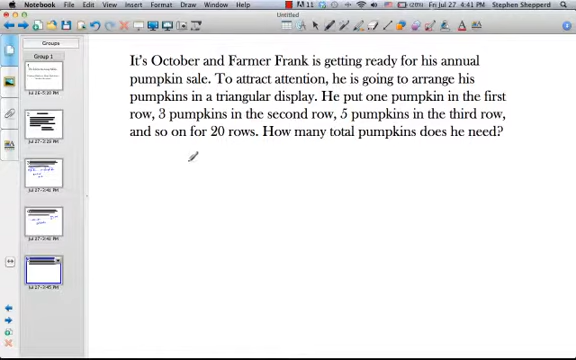 Notebook File Edit View Insert Format Draw Window Help
11 (20%) Fri Jul 27 4:41 PM Stephen Shepperd
Untitled
Groups
Group 1
It's October and Farmer Frank is getting ready for his annual
pumpkin sale. To attract attention, he is going to arrange his
pumpkins in a triangular display. He put one pumpkin in the first
row, 3 pumpkins in the second row, 5 pumpkins in the third row,
and so on for 20 rows. How many total pumpkins does he need?